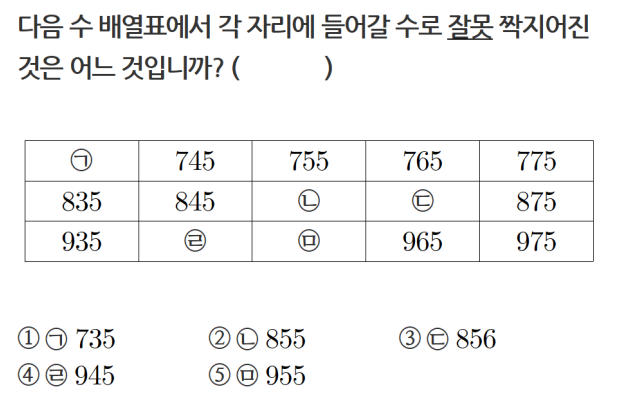 다음 수 배열표에서 각 자리에 들어갈 수로 잘못 짝지어진
것은 어느 것입니까? ( )
㉠ 745 755 765 775
835 845 ㉡ ㉢ 875
935 ㉣ ㉤ 965 975
① ㉠ 735 ② ㉡ 855 ③ ㉢ 856
④ ㉣ 945 ⑤ ㉤ 955